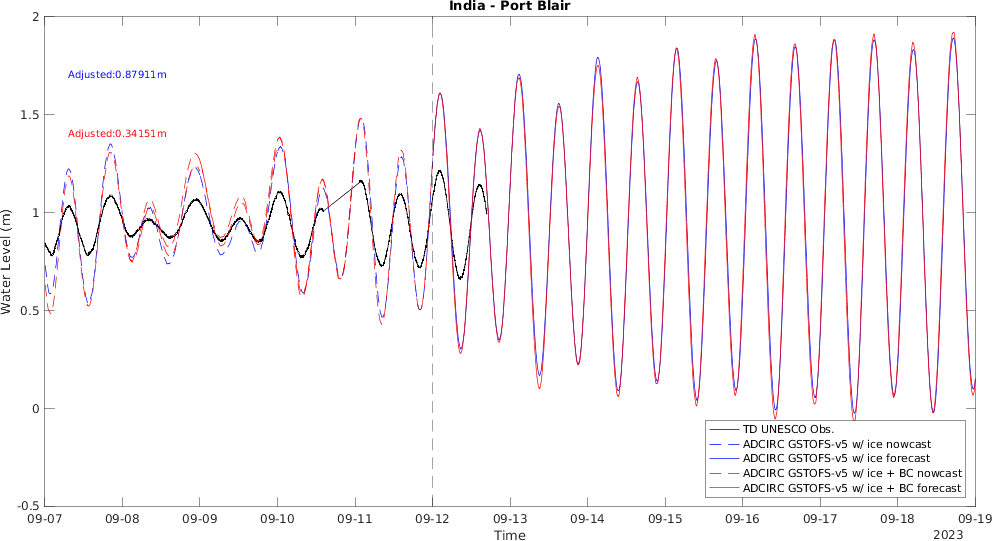 India - Port Blair
Adjusted:0.87911m
Adjusted:0.34151m
Water Level (m)
2
1.5
1
0.5
0
-0.5
TD UNESCO Obs.
ADCIRC GSTOFS-v5 w/ ice nowcast
ADCIRC GSTOFS-v5 w/ ice forecast
ADCIRC GSTOFS-v5 w/ ice + BC nowcast
ADCIRC GSTOFS-v5 w/ ice + BC forecast
09-07 09-08 09-09 09-10 09-11 09-12 09-13 09-14 09-15 09-16 09-17 09-18 09-19
Time
2023